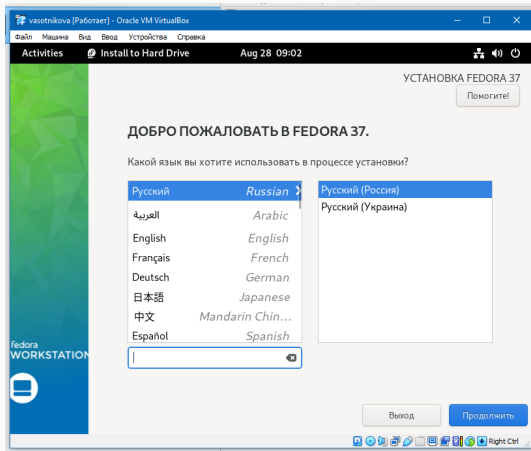 vasotnikova [Работает] - Oracle VM VirtualBox
Файл Машина Вид Ввод Устройства Справка
Activities Install to Hard Drive Aug 28 09:02
УСТАНОВКА FEDORA 37
Помогите!
ДОБРО ПОЖАЛОВАТЬ В FEDORA 37.
Какой язык вы хотите использовать в процессе установки?
Русский Russian
العربية Arabic
English English
Français French
Deutsch German
日本語 Japanese
中文 Mandarin Chin...
Español Spanish
Русский (Россия)
Русский (Украина)
fedora
WORKSTATION
Выход Продолжить
Right Ctrl